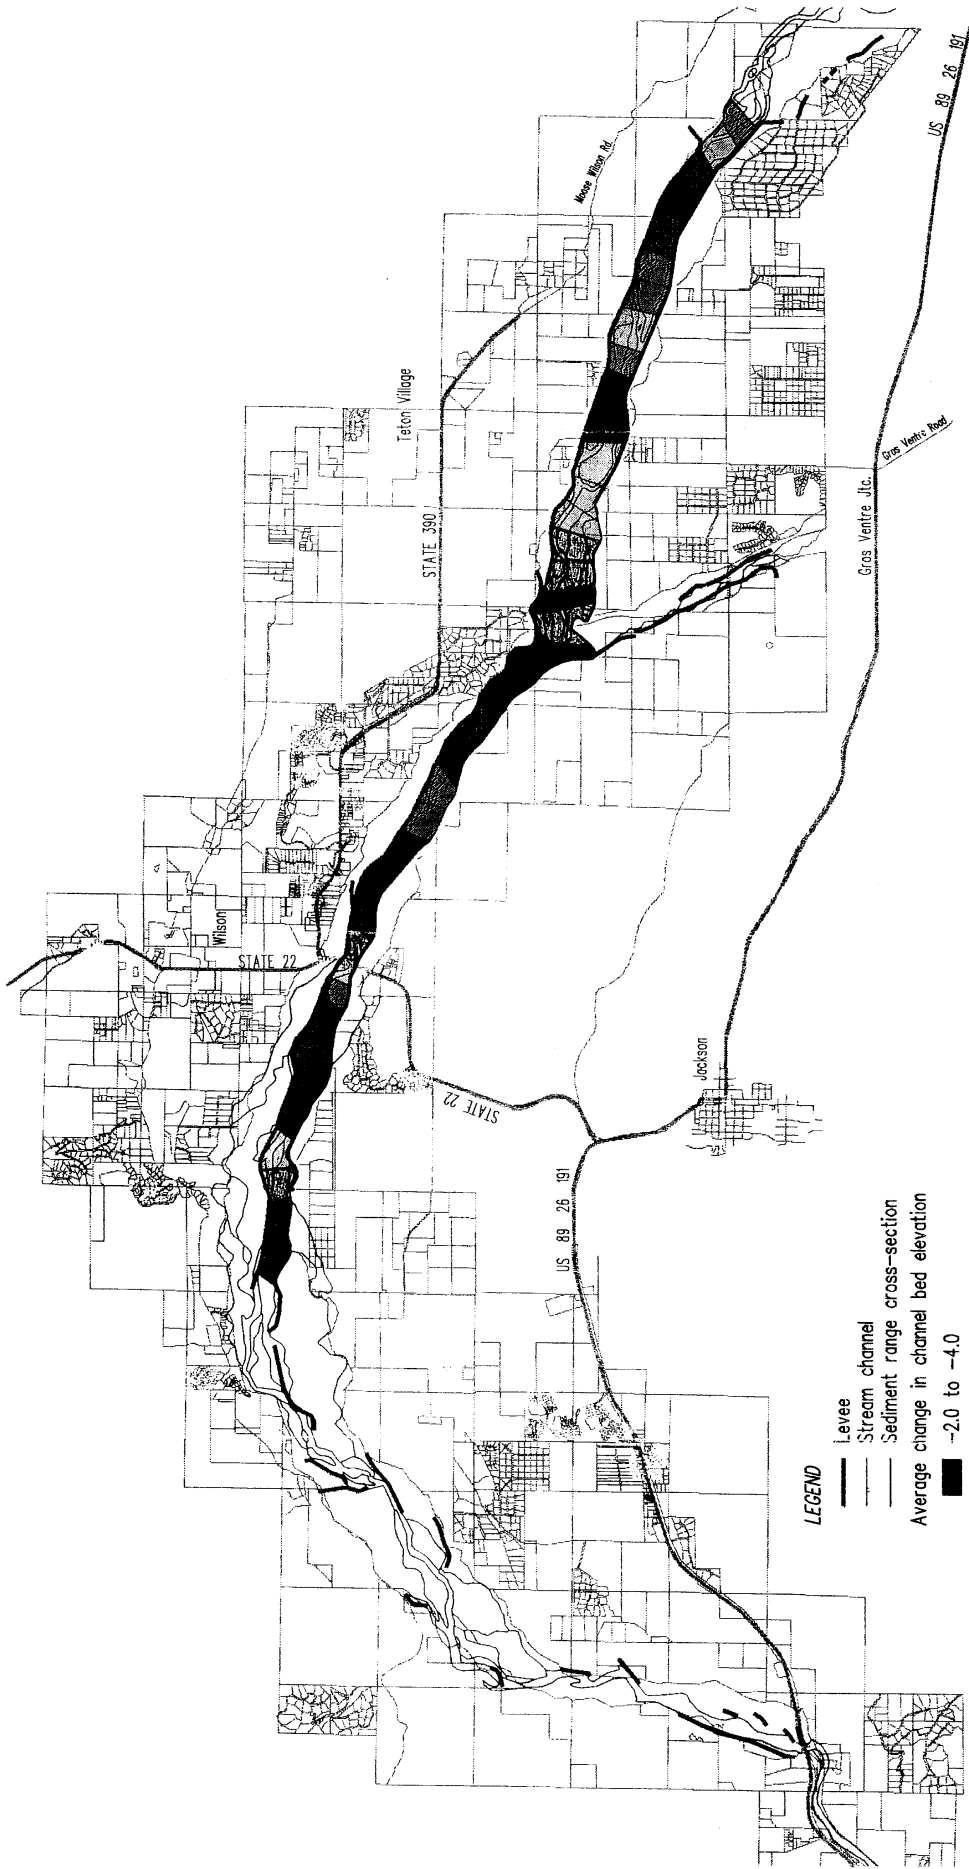 US 89 26 191
Moose Wilson Rd.
Teton Village
STATE 390
Gros Ventre Road
Gros Ventre Jtc.
Wilson
STATE 22
STATE 22
Jackson
US 89 26 191
LEGEND
Levee
Stream channel
Sediment range cross-section
Average change in channel bed elevation
-2.0 to -4.0